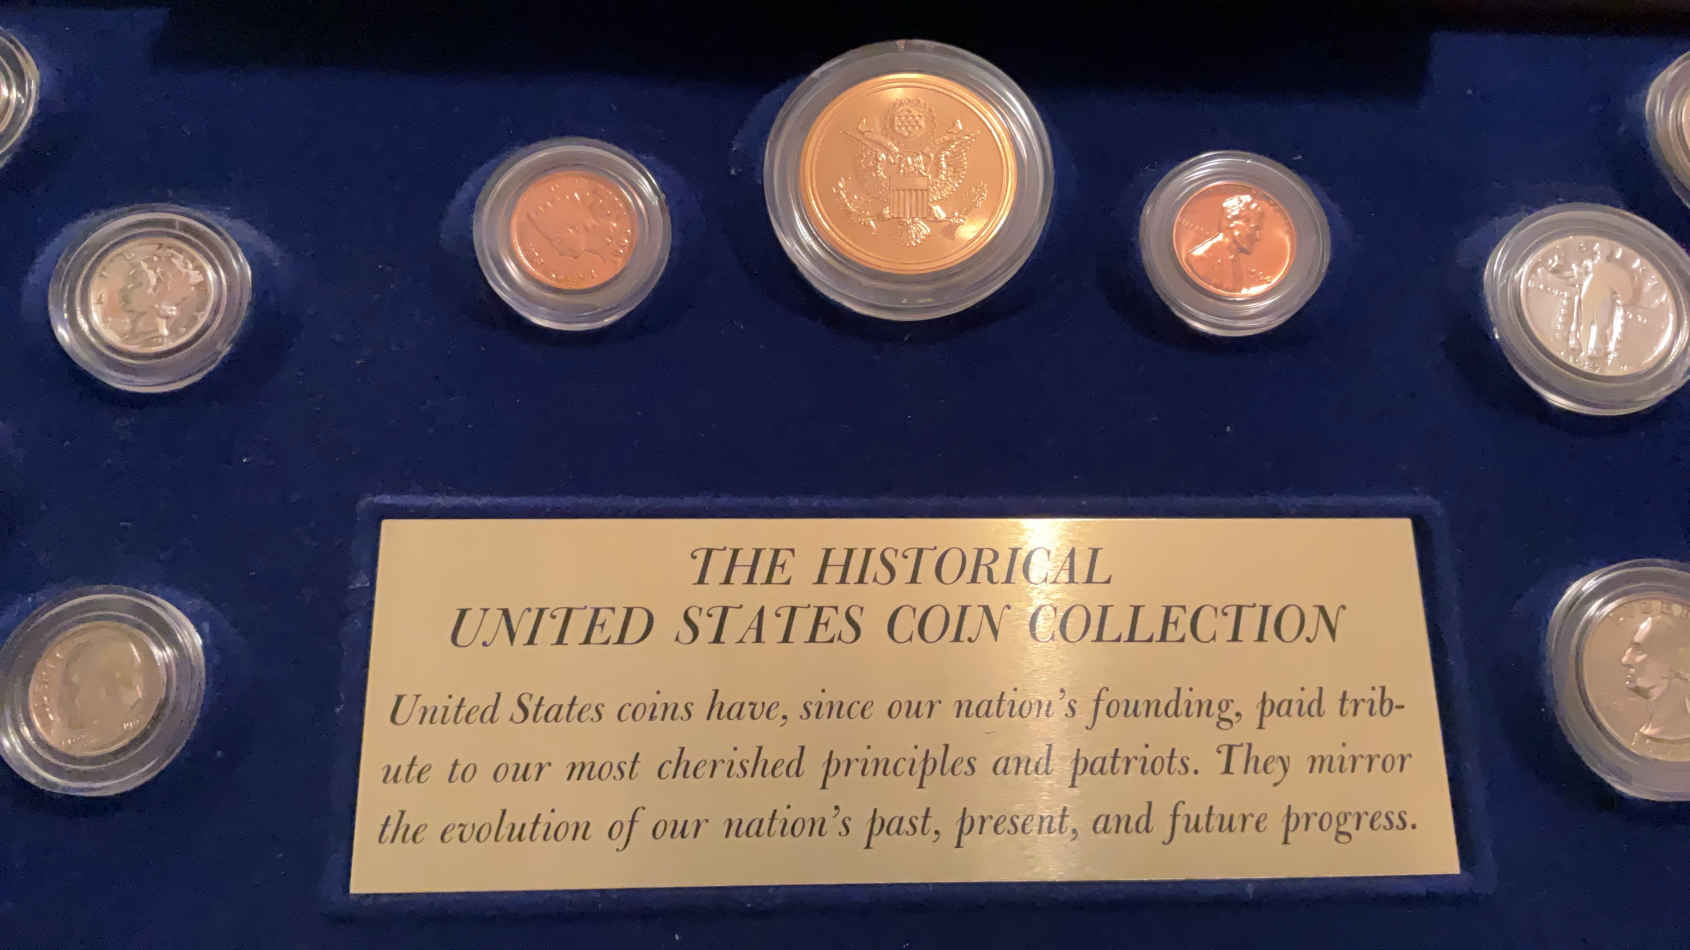 THE HISTORICAL
UNITED STATES COIN COLLECTION
United States coins have, since our nation's founding, paid trib-
ute to our most cherished principles and patriots. They mirror
the evolution of our nation's past, present, and future progress.